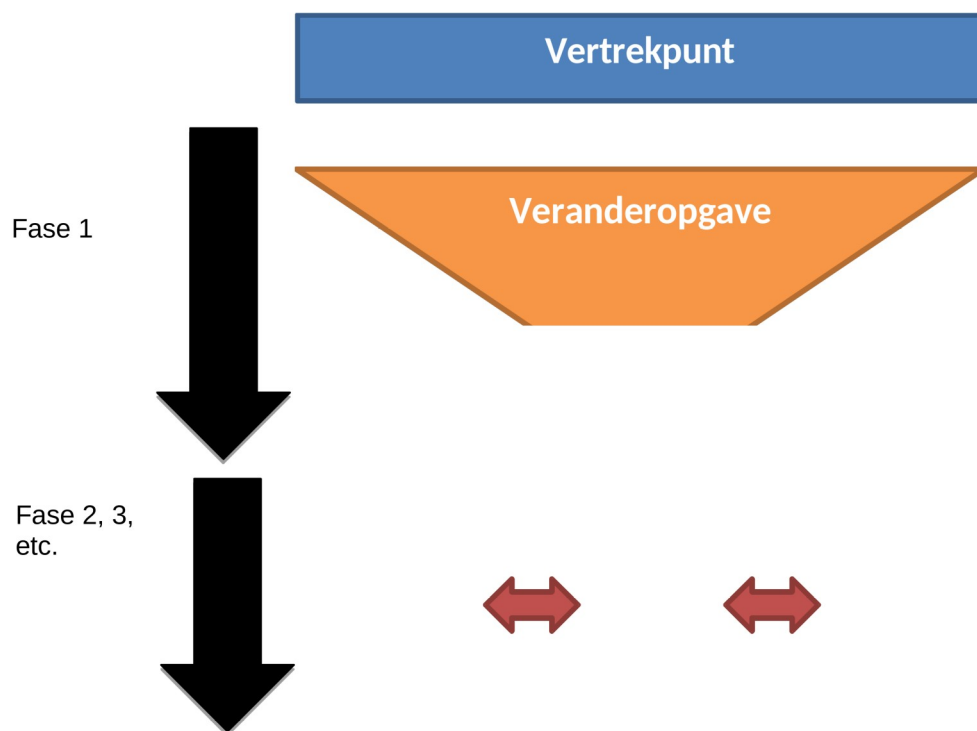 Vertrekpunt
Veranderopgave
Fase 1
Fase 2, 3,
etc.